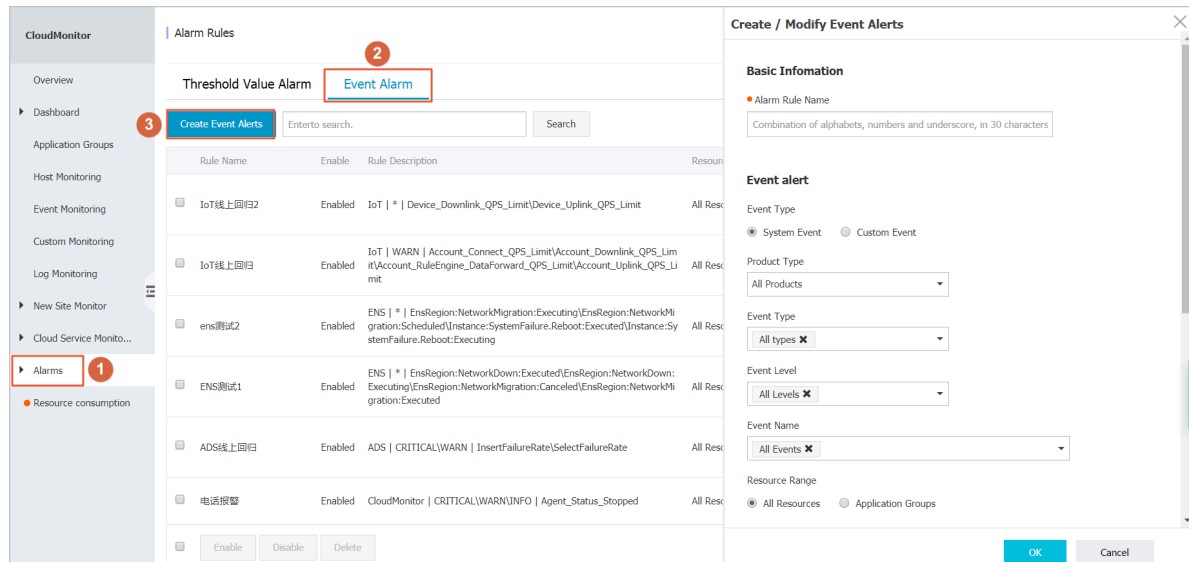 CloudMonitor
Overview
Dashboard
Application Groups
Host Monitoring
Event Monitoring
Custom Monitoring
Log Monitoring
New Site Monitor
Cloud Service Monito...
Alarms
1
Resource consumption
Alarm Rules
2
Threshold Value Alarm Event Alarm
3
Create Event Alerts Enterto search. Search
Rule Name Enable Rule Description Resour
IoT线上回归2 Enabled IoT | * | Device_Downlink_QPS_Limit\Device_Uplink_QPS_Limit All Reso
IoT线上回归 Enabled IoT | WARN | Account_Connect_QPS_Limit\Account_Downlink_QPS_Lim
it\Account_RuleEngine_DataForward_QPS_Limit\Account_Uplink_QPS_Li All Reso
mit
ens测试2 Enabled ENS | * | EnsRegion:NetworkMigration:Executing\EnsRegion:NetworkMi
gration:Scheduled\Instance:SystemFailure.Reboot:Executed\Instance:Sy All Reso
stemFailure.Reboot:Executing
ENS测试1 Enabled ENS | * | EnsRegion:NetworkDown:Executed\EnsRegion:NetworkDown:
Executing\EnsRegion:NetworkMigration:Canceled\EnsRegion:NetworkMi All Reso
gration:Executed
ADS线上回归 Enabled ADS | CRITICAL\WARN | InsertFailureRate\SelectFailureRate All Reso
电话报警 Enabled CloudMonitor | CRITICAL\WARN\INFO | Agent_Status_Stopped All Reso
Enable Disable Delete
Create / Modify Event Alerts
Basic Infomation
Alarm Rule Name
Combination of alphabets, numbers and underscore, in 30 characters
Event alert
Event Type
System Event Custom Event
Product Type
All Products
Event Type
All types
Event Level
All Levels
Event Name
All Events
Resource Range
All Resources Application Groups
OK Cancel